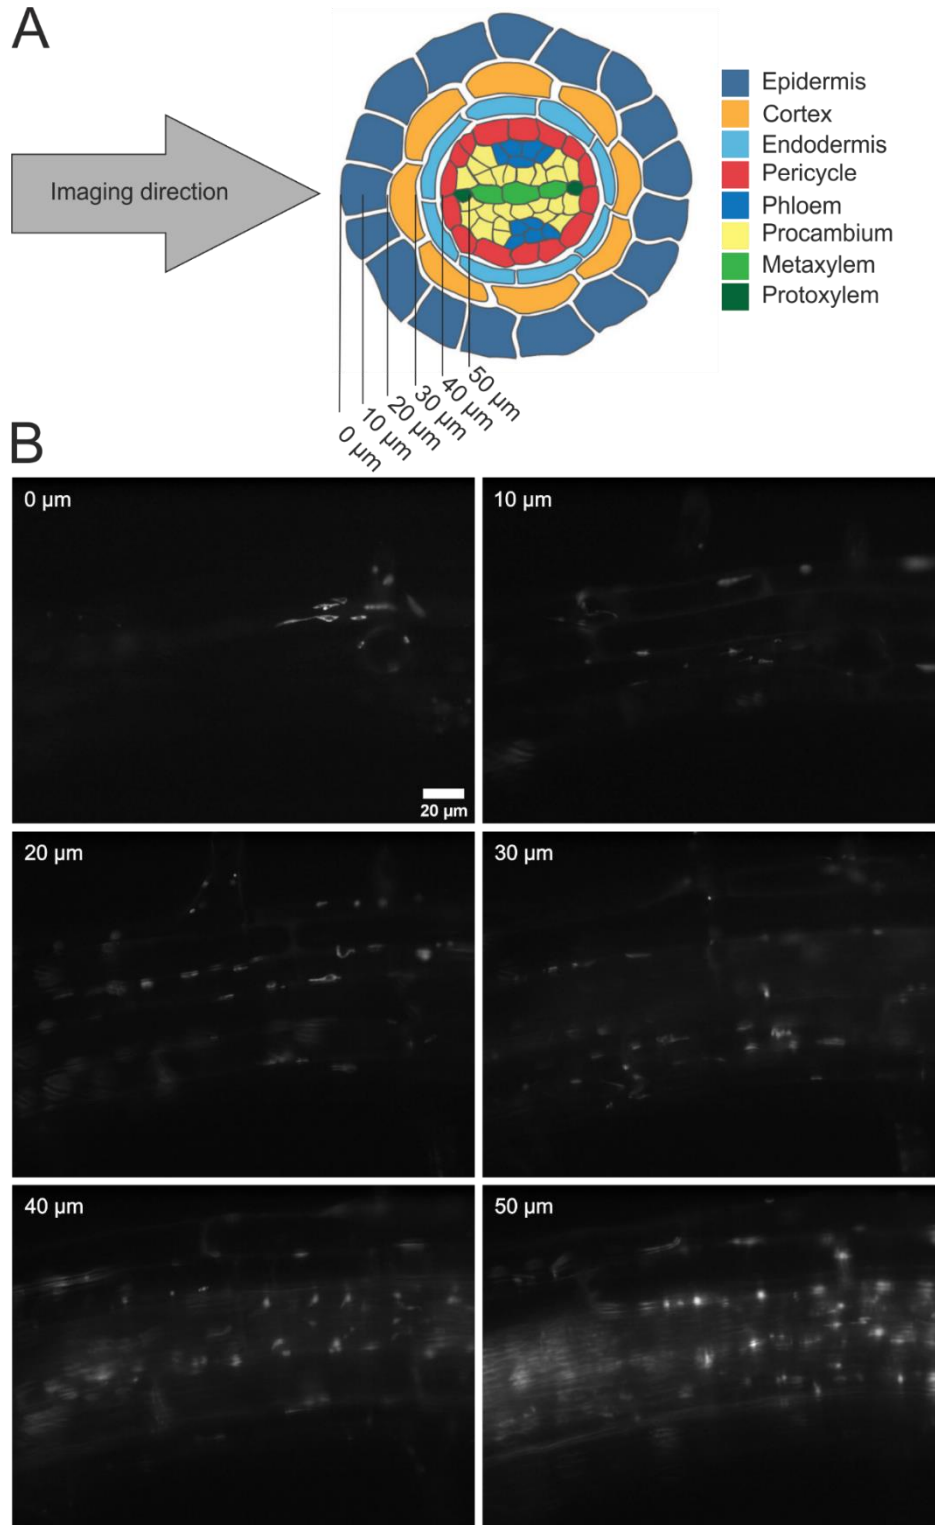 A
Imaging direction
Epidermis
Cortex
Endodermis
Pericycle
Phloem
Procambium
Metaxylem
Protoxylem
0 µm
10 µm
20 µm
30 µm
40 µm
50 µm
B
0 µm
20 µm
10 µm
20 µm
30 µm
40 µm
50 µm